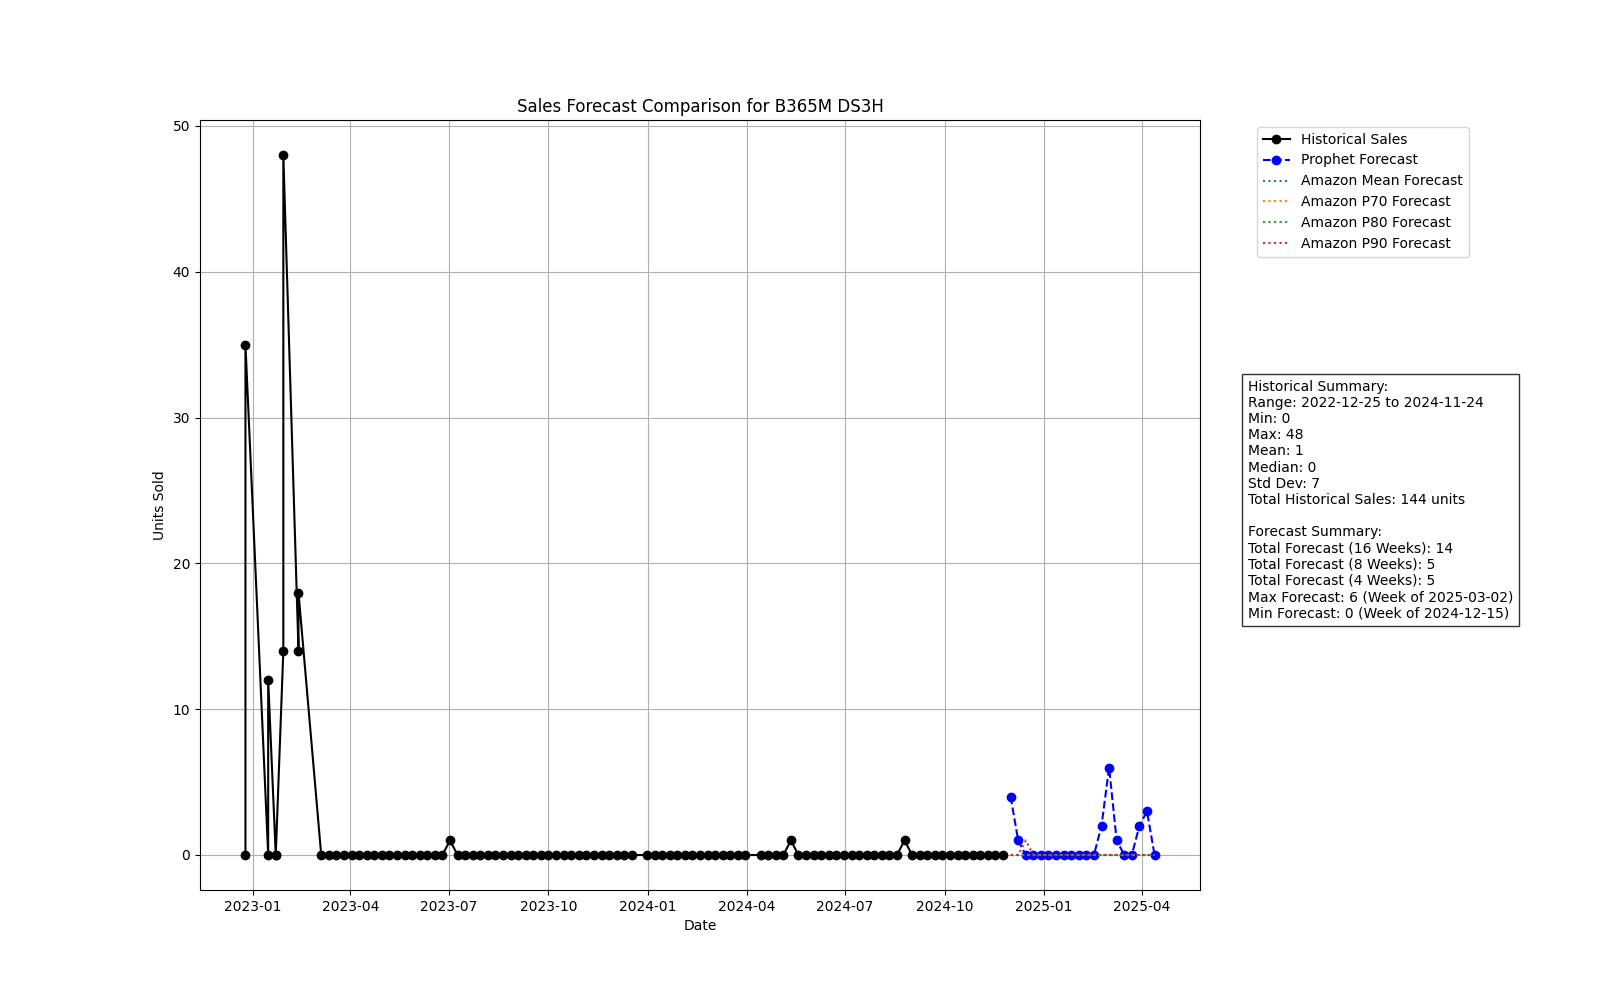 Sales Forecast Comparison for B365M DS3H
50
40
30
20
10
0
Units Sold
2023-01
2023-04
2023-07
2023-10
2024-01
2024-04
2024-07
2024-10
2025-01
2025-04
Date
Historical Sales
Prophet Forecast
Amazon Mean Forecast
Amazon P70 Forecast
Amazon P80 Forecast
Amazon P90 Forecast
Historical Summary:
Range: 2022-12-25 to 2024-11-24
Min: 0
Max: 48
Mean: 1
Median: 0
Std Dev: 7
Total Historical Sales: 144 units
Forecast Summary:
Total Forecast (16 Weeks): 14
Total Forecast (8 Weeks): 5
Total Forecast (4 Weeks): 5
Max Forecast: 6 (Week of 2025-03-02)
Min Forecast: 0 (Week of 2024-12-15)